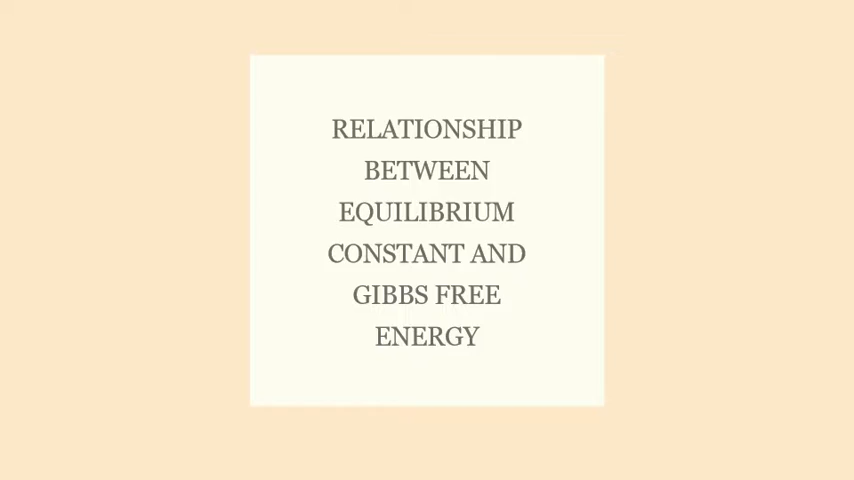 RELATIONSHIP
BETWEEN
EQUILIBRIUM
CONSTANT AND
GIBBS FREE
ENERGY